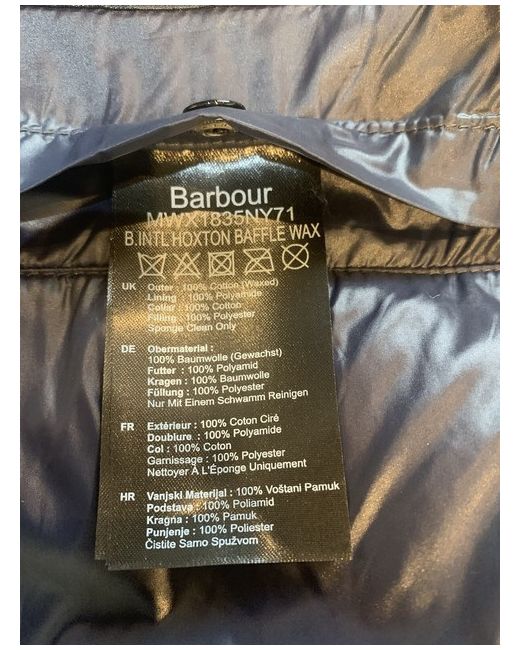 Barbour
MWX1835NY71
B.INTL HOXTON BAFFLE WAX
UK Outer : 100% Cotton (Waxed)
Lining : 100% Polyamide
Collar : 100% Cotton
Filling : 100% Polyester
Sponge Clean Only
DE Obermaterial :
100% Baumwolle (Gewachst)
Futter : 100% Polyamid
Kragen : 100% Baumwolle
Füllung : 100% Polyester
Nur Mit Einem Schwamm Reinigen
FR Extérieur : 100% Coton Ciré
Doublure : 100% Polyamide
Col : 100% Coton
Garnissage : 100% Polyester
Nettoyer À L'Éponge Uniquement
HR Vanjski Materijal : 100% Voštani Pamuk
Podstava : 100% Poliamid
Kragna : 100% Pamuk
Punjenje : 100% Poliester
Čistite Samo Spužvom